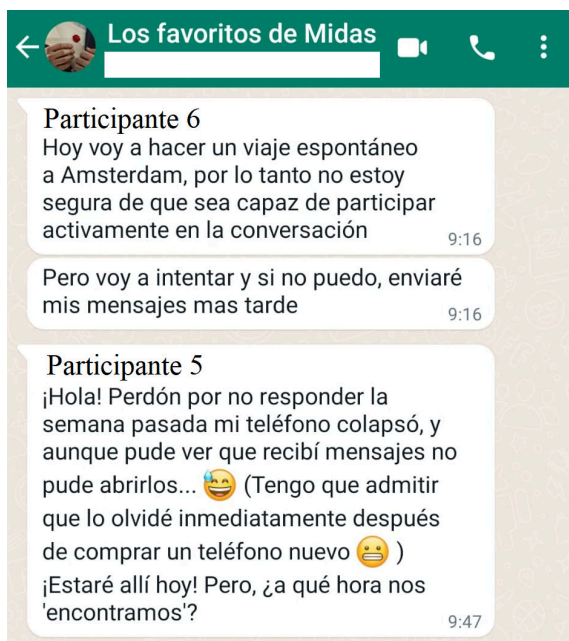 Los favoritos de Midas
Participante 6
Hoy voy a hacer un viaje espontáneo
a Amsterdam, por lo tanto no estoy
segura de que sea capaz de participar
activamente en la conversación
9:16
Pero voy a intentar y si no puedo, enviaré
mis mensajes mas tarde
9:16
Participante 5
¡Hola! Perdón por no responder la
semana pasada mi teléfono colapsó, y
aunque pude ver que recibí mensajes no
pude abrirlos... 😅 (Tengo que admitir
que lo olvidé inmediatamente después
de comprar un teléfono nuevo 😬 )
¡Estaré allí hoy! Pero, ¿a qué hora nos
'encontramos'?
9:47